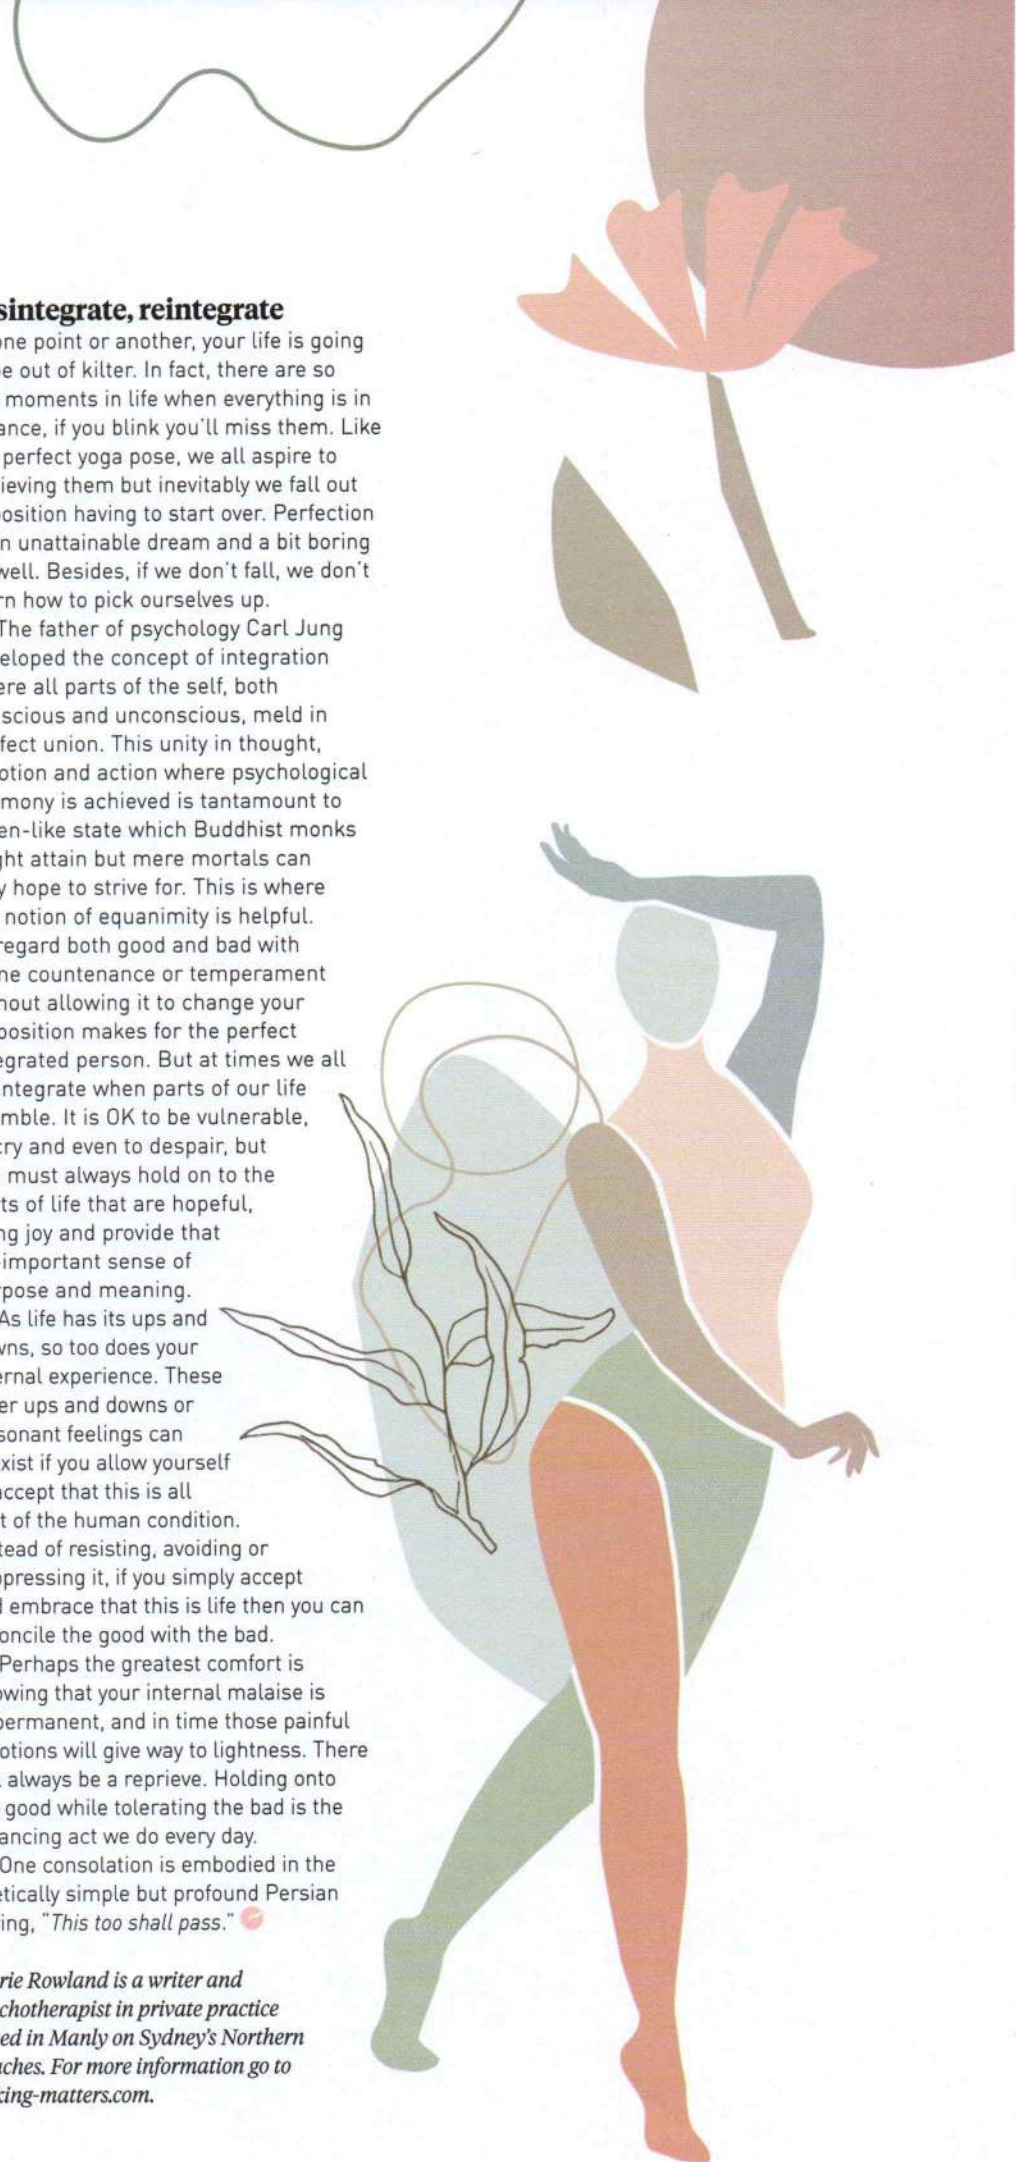 sintegrate, reintegrate
one point or another, your life is going
e out of kilter. In fact, there are so
moments in life when everything is in
ance, if you blink you'll miss them. Like
perfect yoga pose, we all aspire to
ieving them but inevitably we fall out
osition having to start over. Perfection
n unattainable dream and a bit boring
well. Besides, if we don't fall, we don't
rn how to pick ourselves up.
The father of psychology Carl Jung
eloped the concept of integration
ere all parts of the self, both
scious and unconscious, meld in
fect union. This unity in thought,
otion and action where psychological
mony is achieved is tantamount to
en-like state which Buddhist monks
ght attain but mere mortals can
y hope to strive for. This is where
notion of equanimity is helpful.
regard both good and bad with
ne countenance or temperament
hout allowing it to change your
position makes for the perfect
egrated person. But at times we all
integrate when parts of our life
mble. It is OK to be vulnerable,
cry and even to despair, but
must always hold on to the
ts of life that are hopeful,
ng joy and provide that
-important sense of
pose and meaning.
As life has its ups and
wns, so too does your
ernal experience. These
er ups and downs or
sonant feelings can
xist if you allow yourself
accept that this is all
t of the human condition.
tead of resisting, avoiding or
ppressing it, if you simply accept
d embrace that this is life then you can
oncile the good with the bad.
Perhaps the greatest comfort is
owing that your internal malaise is
permanent, and in time those painful
otions will give way to lightness. There
l always be a reprieve. Holding onto
good while tolerating the bad is the
ancing act we do every day.
One consolation is embodied in the
etically simple but profound Persian
ing, "This too shall pass."
rie Rowland is a writer and
chotherapist in private practice
ed in Manly on Sydney's Northern
ches. For more information go to
king-matters.com.